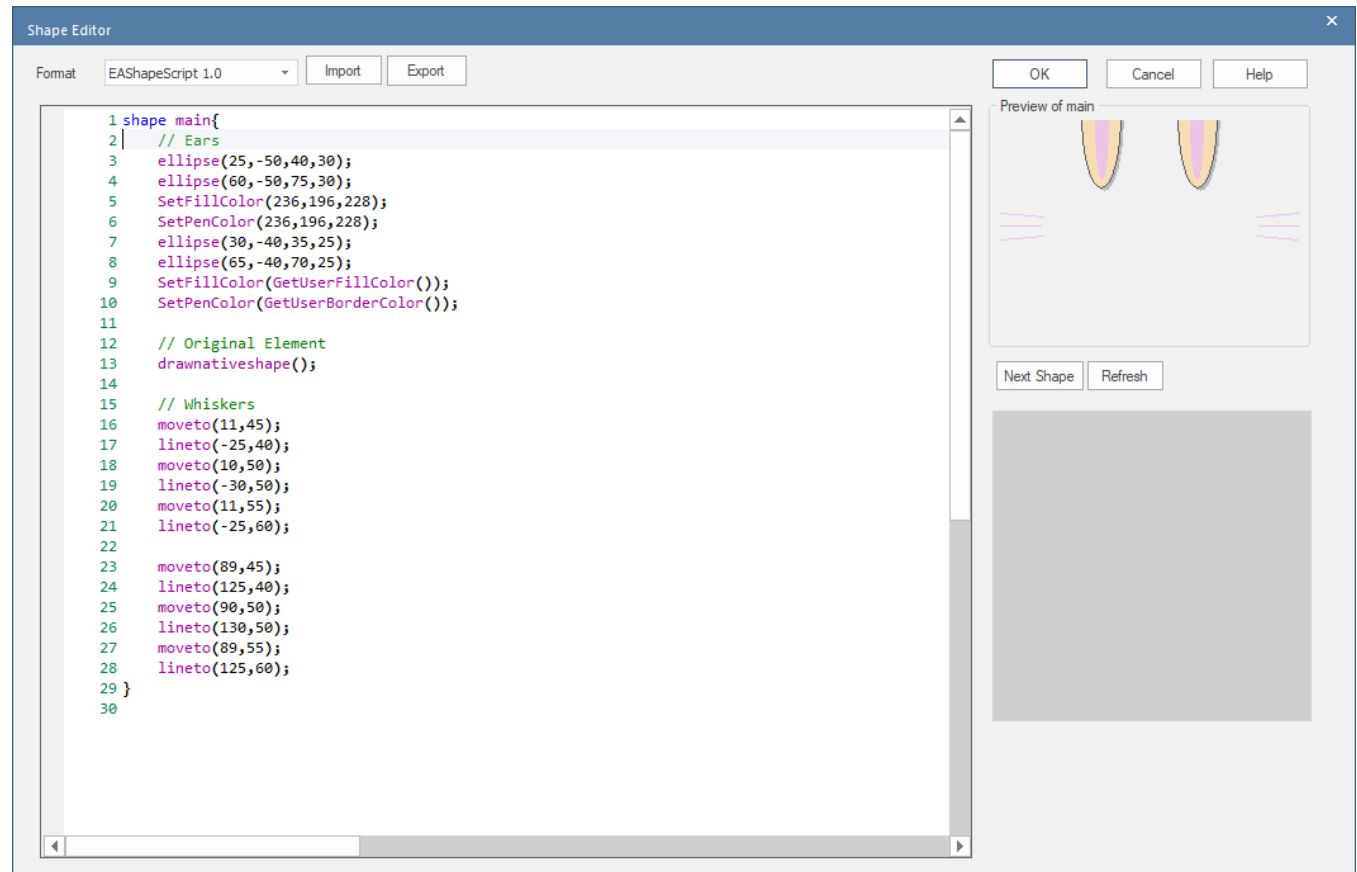 Shape Editor
Format EAShapeScript 1.0 Import Export OK Cancel Help
Preview of main
1 shape main{
2 // Ears
3 ellipse(25,-50,40,30);
4 ellipse(60,-50,75,30);
5 SetFillColor(236,196,228);
6 SetPenColor(236,196,228);
7 ellipse(30,-40,35,25);
8 ellipse(65,-40,70,25);
9 SetFillColor(GetUserFillColor());
10 SetPenColor(GetUserBorderColor());
11
12 // Original Element
13 drawnativeshape();
14
15 // Whiskers
16 moveto(11,45);
17 lineto(-25,40);
18 moveto(10,50);
19 lineto(-30,50);
20 moveto(11,55);
21 lineto(-25,60);
22
23 moveto(89,45);
24 lineto(125,40);
25 moveto(90,50);
26 lineto(130,50);
27 moveto(89,55);
28 lineto(125,60);
29 }
30
Next Shape Refresh